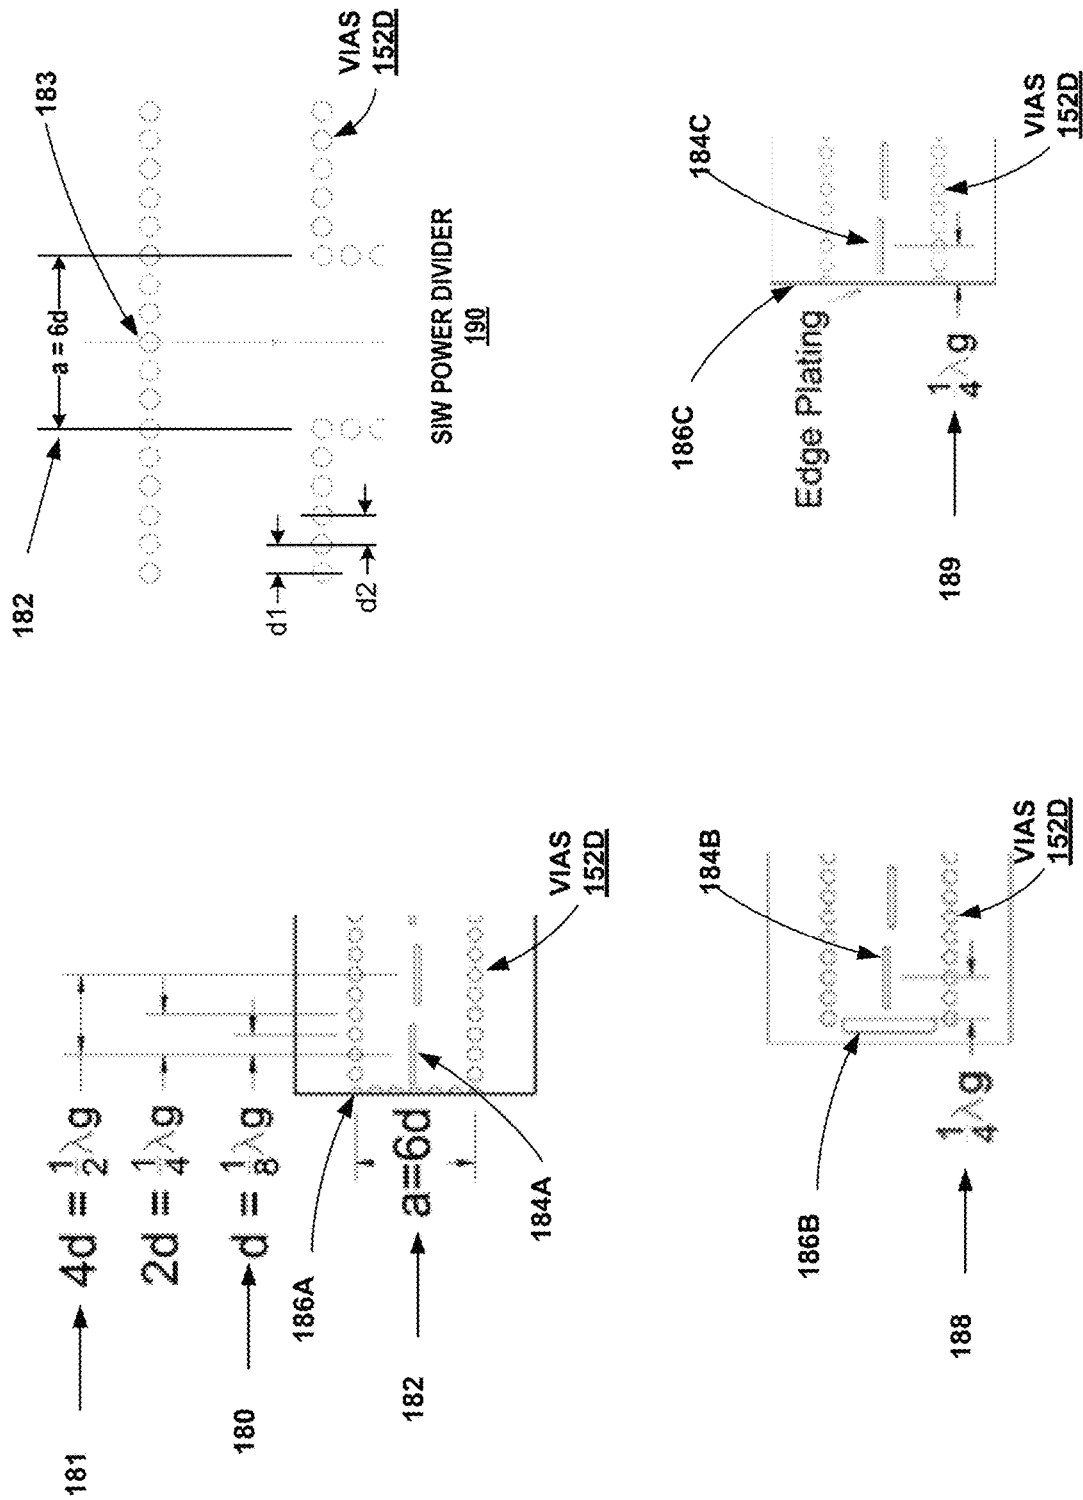 181
4d = 1/2 λg
2d = 1/4 λg
180
d = 1/8 λg
186A
182
a=6d
184A
VIAS
152D
182
183
a = 6d
d1
d2
VIAS
152D
SIW POWER DIVIDER
190
186B
188
1/4 λg
184B
VIAS
152D
186C
Edge Plating
189
1/4 λg
184C
VIAS
152D